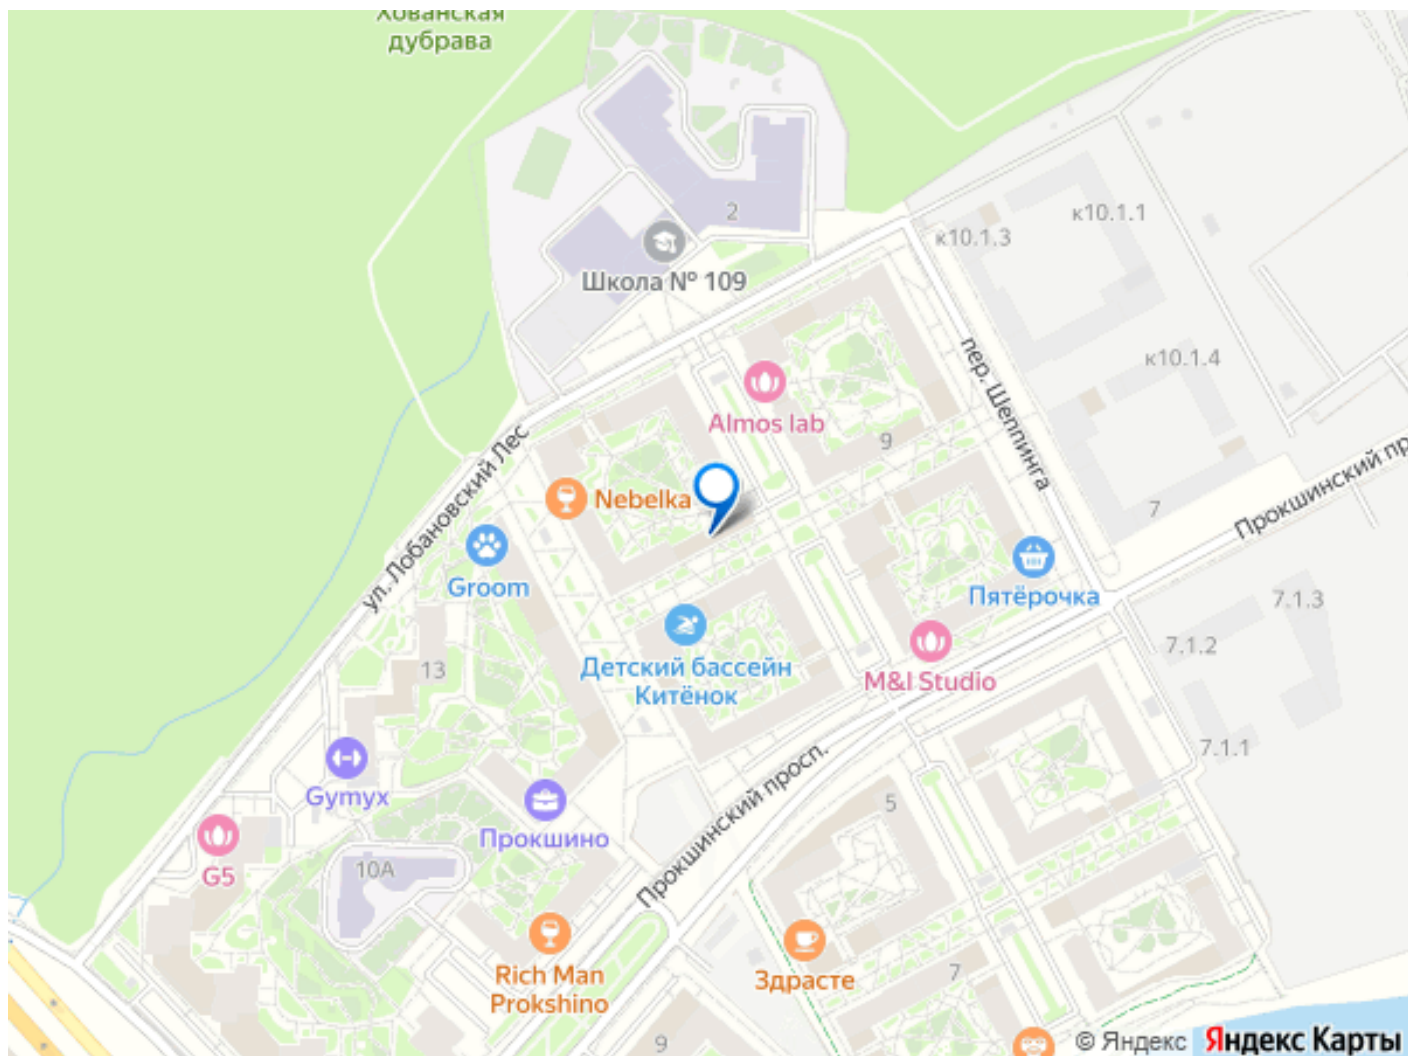 Хованская
дубрава
2
к10.1.1
к10.1.3
Школа № 109
пер. Шеппинга
к10.1.4
Almos lab
9
ул. Лобановский Лес
Nebelka
7
Прокшинский пр
Groom
Пятёрочка
7.1.3
Детский бассейн
Китёнок
13
M&I Studio
7.1.2
7.1.1
Gymyx
Прокшинский просп.
5
Прокшино
G5
10А
Rich Man
Prokshino
Здрасте
7
9
© Яндекс Яндекс Карты